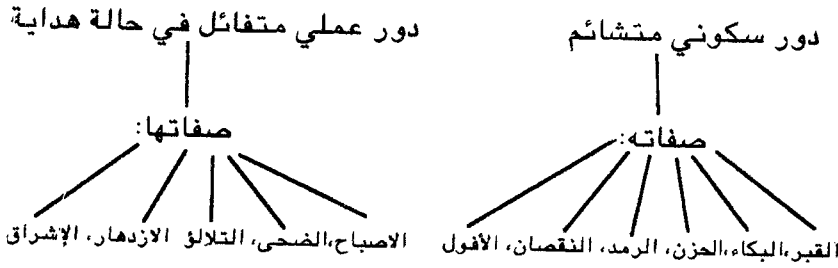 دور سكوني متشائم
دور عملي متفائل في حالة هداية
صفاته:
صفاتها:
القبر،البكاء،الحزن، الرمد، النقصان، الأفول
الاصباح،الضحى، التلالؤ الازدهار، الإشراق